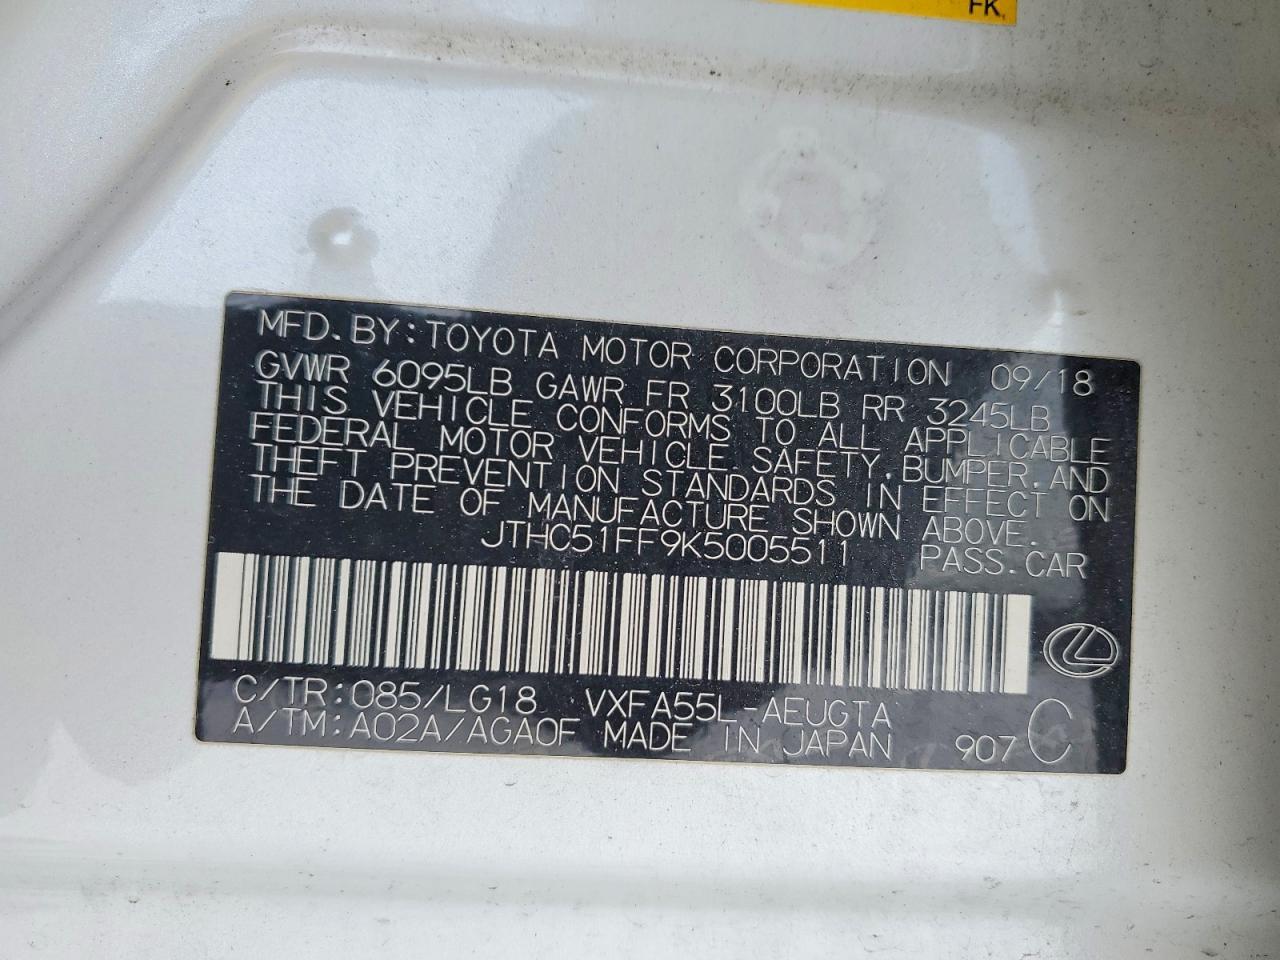 FK,
MFD. BY: TOYOTA MOTOR CORPORATION 09/18
GVWR 6095LB GAWR FR 3100LB RR 3245LB
THIS VEHICLE CONFORMS TO ALL APPLICABLE
FEDERAL MOTOR VEHICLE SAFETY, BUMPER, AND
THEFT PREVENTION STANDARDS IN EFFECT ON
THE DATE OF MANUFACTURE SHOWN ABOVE.
JTHC51FF9K5005511 PASS. CAR
C/TR: 085/LG18 VXFA55L-AEUGTA
A/TM: A02A/AGA0F MADE IN JAPAN 907 C